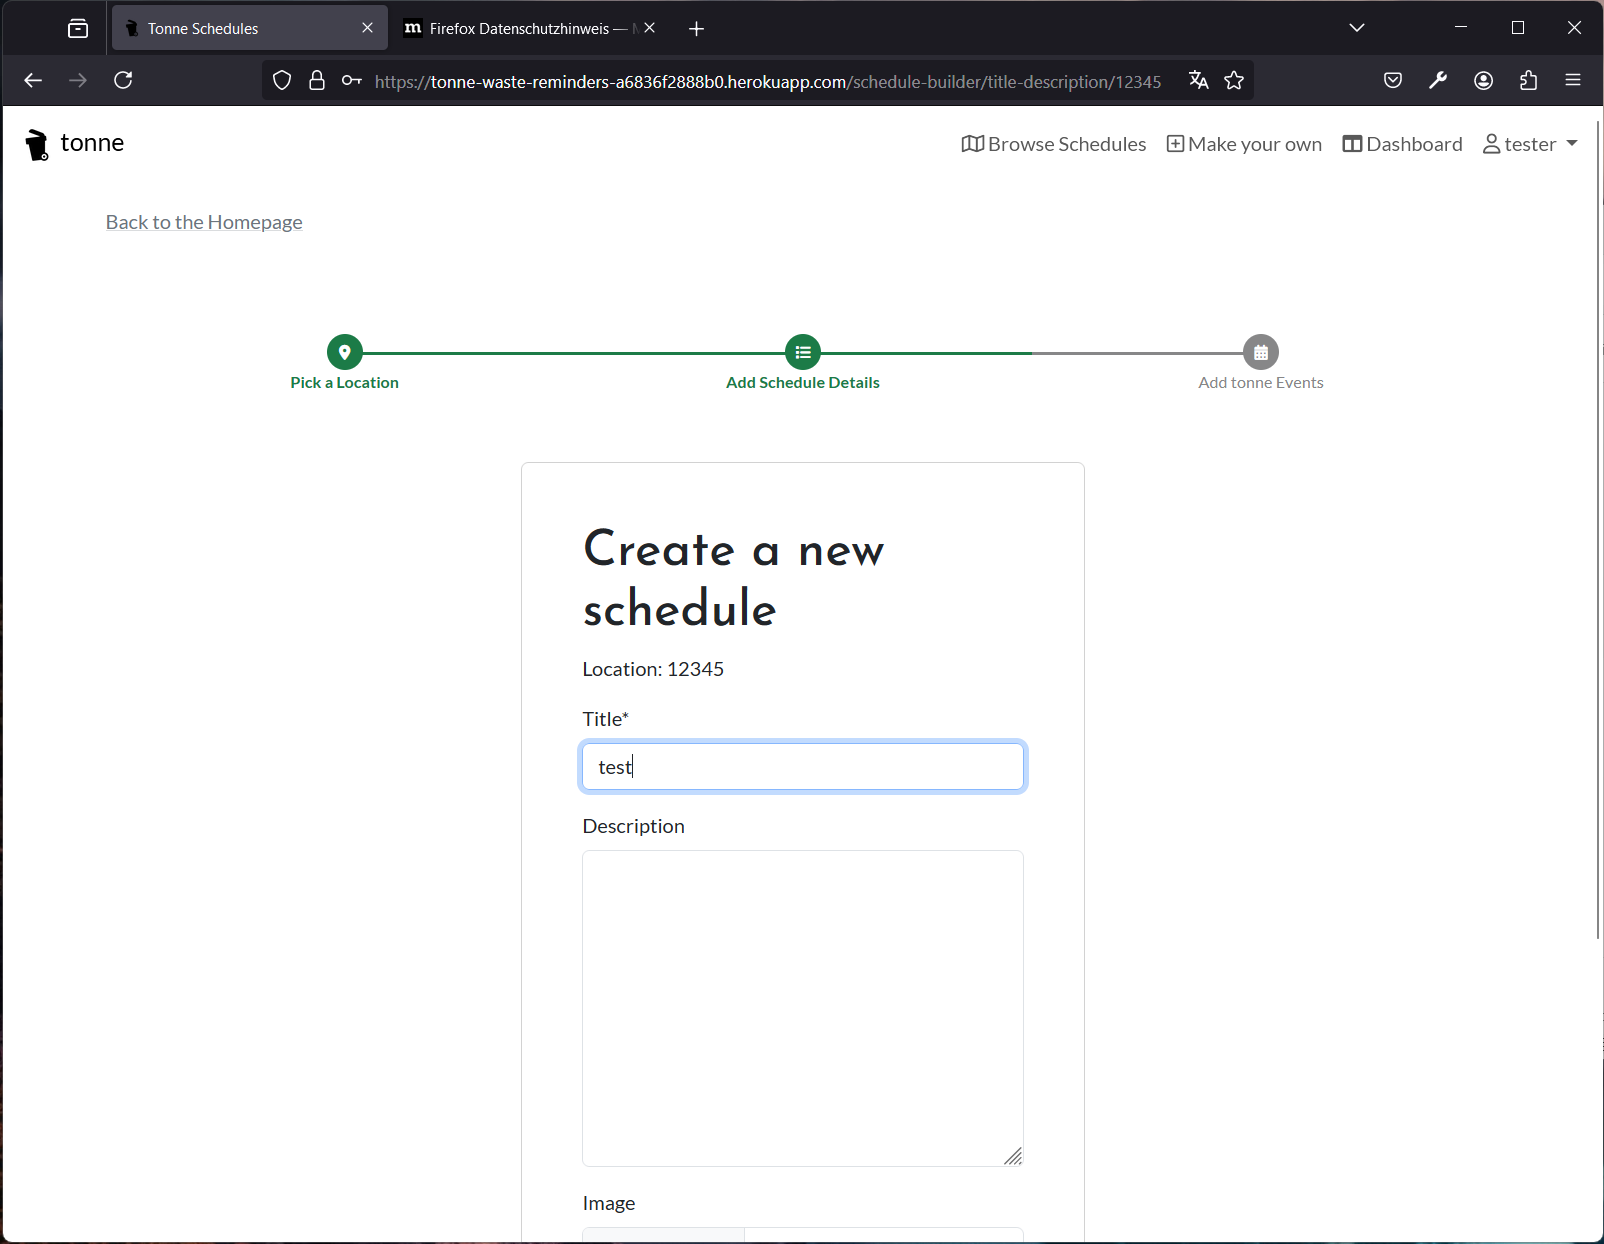 Tonne Schedules
m Firefox Datenschutzhinweis —
https://tonne-waste-reminders-a6836f2888b0.herokuapp.com/schedule-builder/title-description/12345
tonne
Browse Schedules Make your own Dashboard tester
Back to the Homepage
Pick a Location Add Schedule Details Add tonne Events
Create a new
schedule
Location: 12345
Title*
test
Description
Image